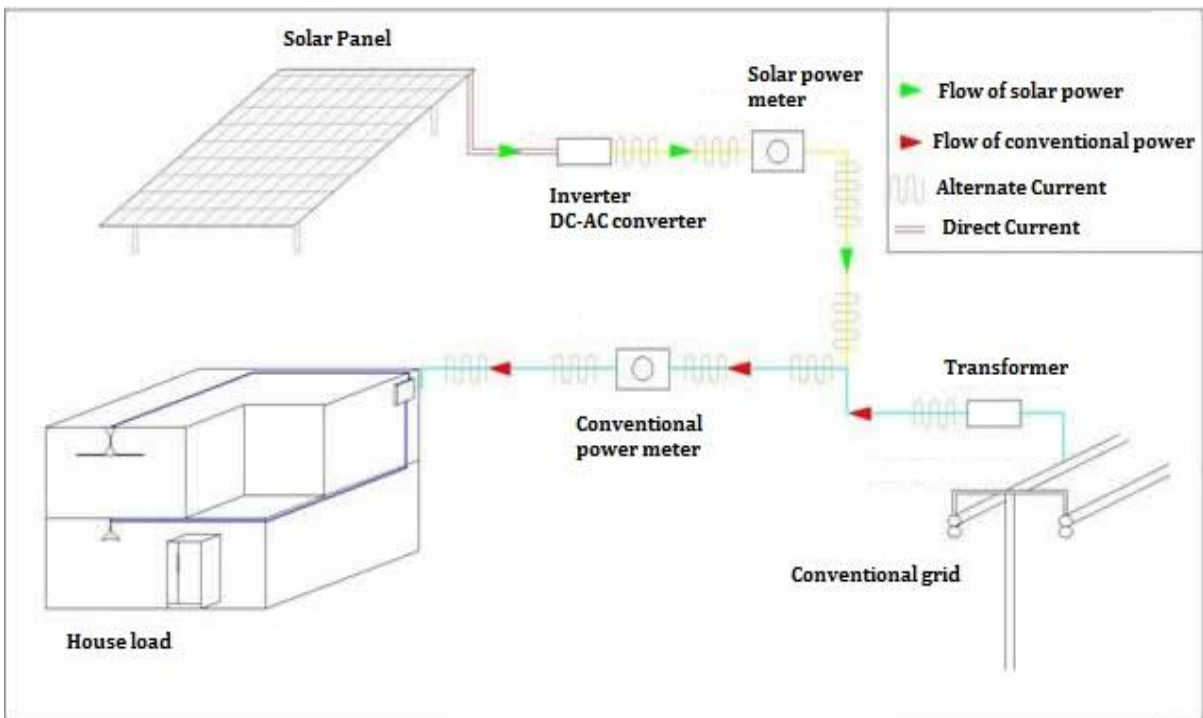 Solar Panel
Solar power
meter
Flow of solar power
Flow of conventional power
Alternate Current
Direct Current
Inverter
DC-AC converter
Transformer
Conventional
power meter
Conventional grid
House load